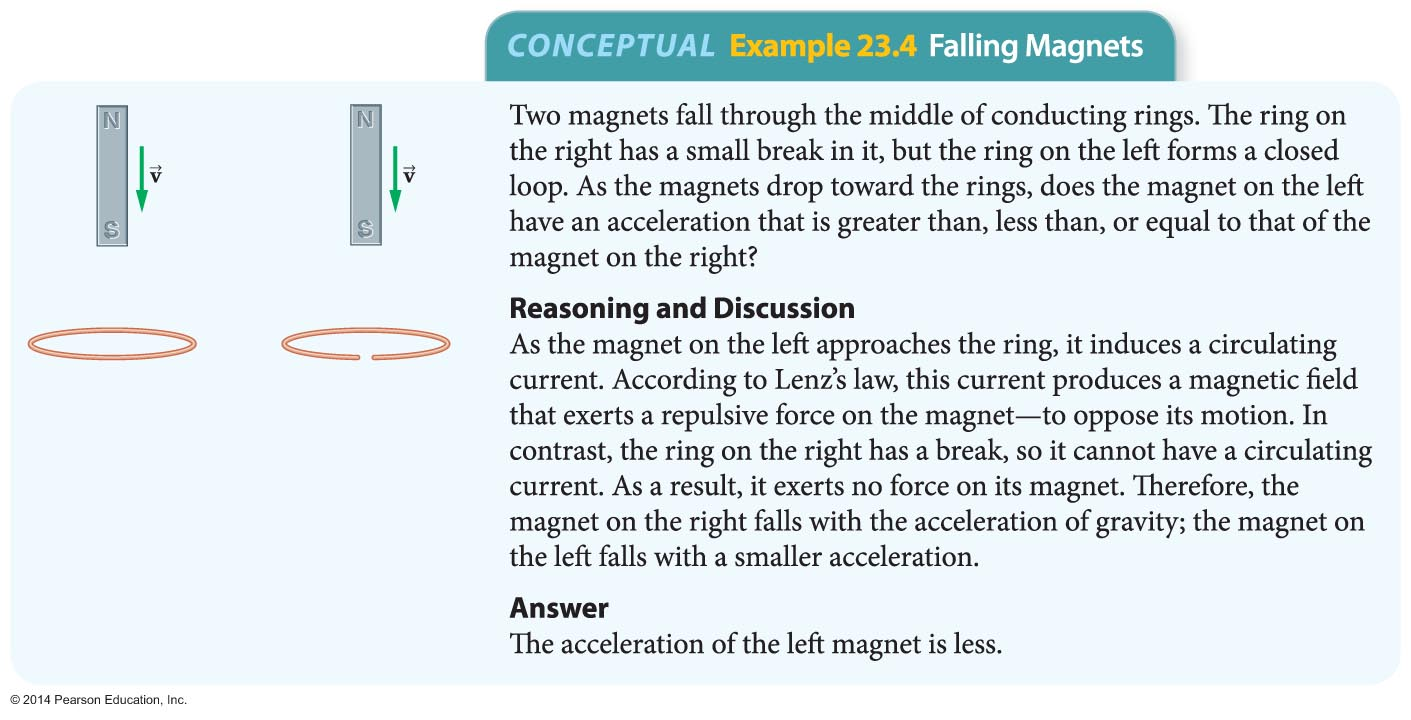 CONCEPTUAL Example 23.4 Falling Magnets
N
N
v
v
S
S
Two magnets fall through the middle of conducting rings. The ring on
the right has a small break in it, but the ring on the left forms a closed
loop. As the magnets drop toward the rings, does the magnet on the left
have an acceleration that is greater than, less than, or equal to that of the
magnet on the right?
Reasoning and Discussion
As the magnet on the left approaches the ring, it induces a circulating
current. According to Lenz’s law, this current produces a magnetic field
that exerts a repulsive force on the magnet—to oppose its motion. In
contrast, the ring on the right has a break, so it cannot have a circulating
current. As a result, it exerts no force on its magnet. Therefore, the
magnet on the right falls with the acceleration of gravity; the magnet on
the left falls with a smaller acceleration.
Answer
The acceleration of the left magnet is less.
© 2014 Pearson Education, Inc.